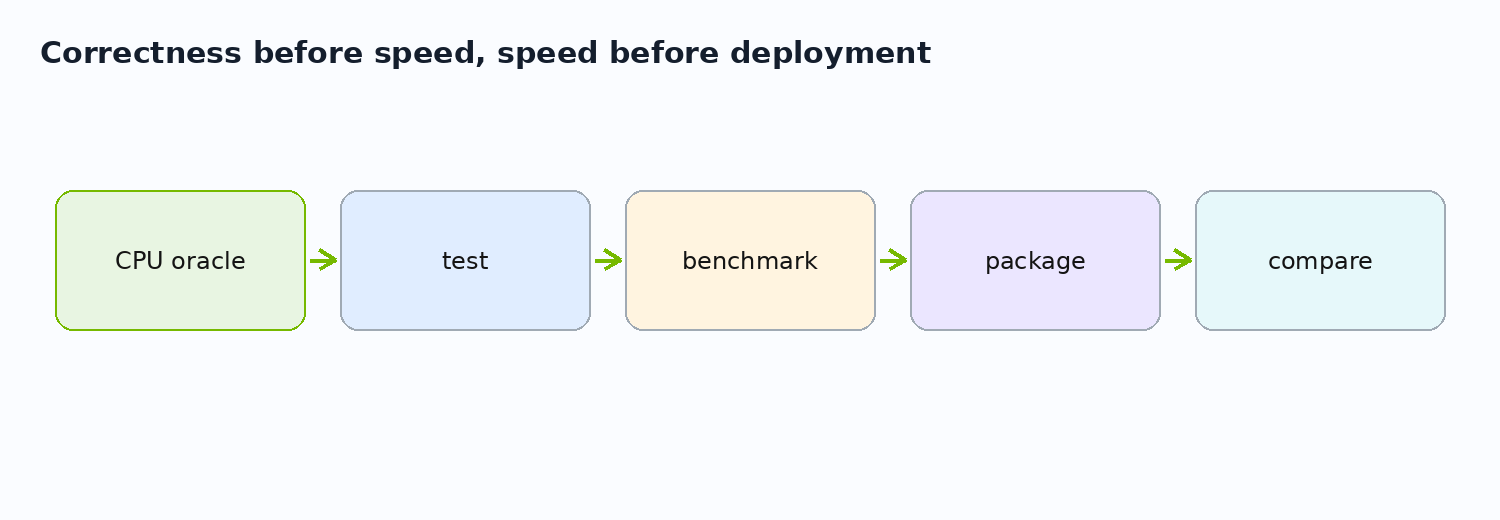 Correctness before speed, speed before deployment
CPU oracle
test
benchmark
package
compare